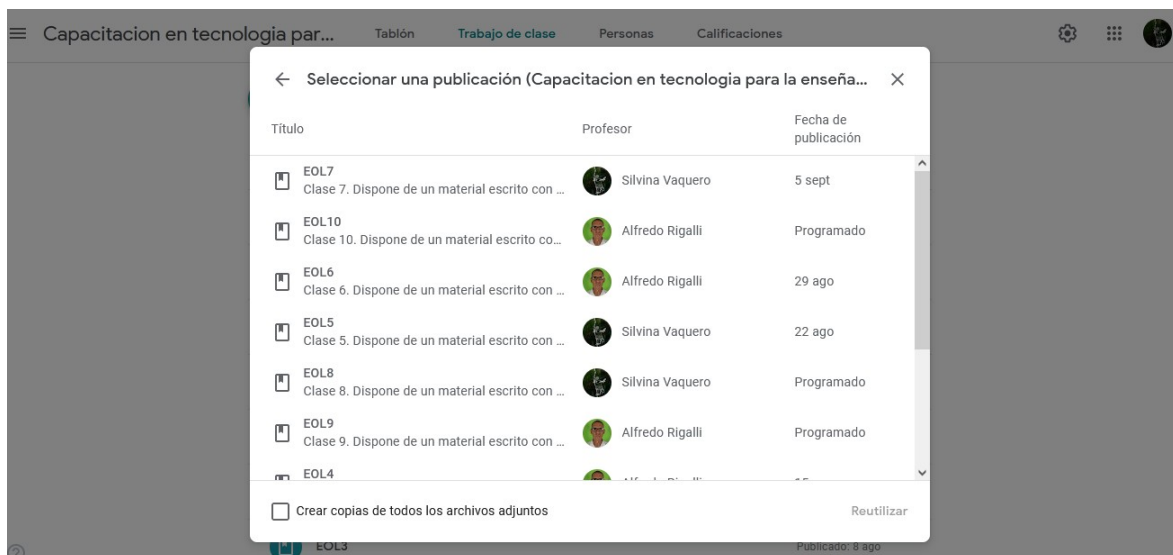 Capacitacion en tecnologia par... Tablón Trabajo de clase Personas Calificaciones
Seleccionar una publicación (Capacitacion en tecnologia para la enseña...
Título Profesor Fecha de publicación
EOL7
Clase 7. Dispone de un material escrito con ... Silvina Vaquero 5 sept
EOL10
Clase 10. Dispone de un material escrito co... Alfredo Rigalli Programado
EOL6
Clase 6. Dispone de un material escrito con ... Alfredo Rigalli 29 ago
EOL5
Clase 5. Dispone de un material escrito con ... Silvina Vaquero 22 ago
EOL8
Clase 8. Dispone de un material escrito con ... Silvina Vaquero Programado
EOL9
Clase 9. Dispone de un material escrito con ... Alfredo Rigalli Programado
EOL4
Crear copias de todos los archivos adjuntos Reutilizar
EOL3 Publicado: 8 ago